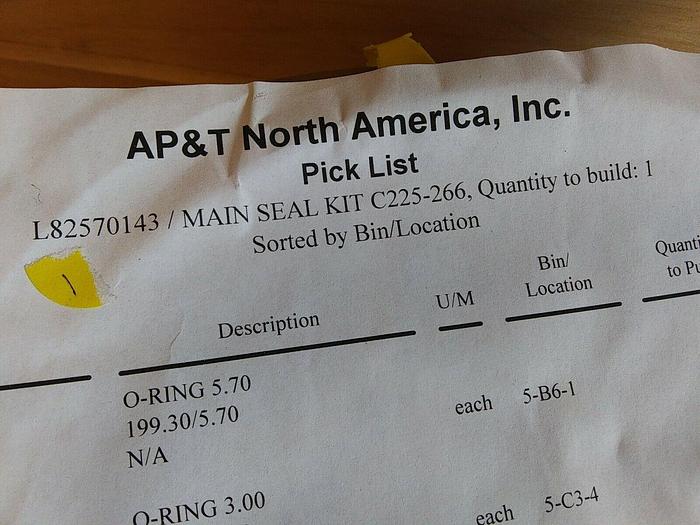 AP&T North America, Inc.
Pick List
L82570143 / MAIN SEAL KIT C225-266, Quantity to build: 1
Sorted by Bin/Location
Description U/M Bin/
Location
to
O-RING 5.70
199.30/5.70 each 5-B6-1
N/A
O-RING 3.00 each 5-C3-4